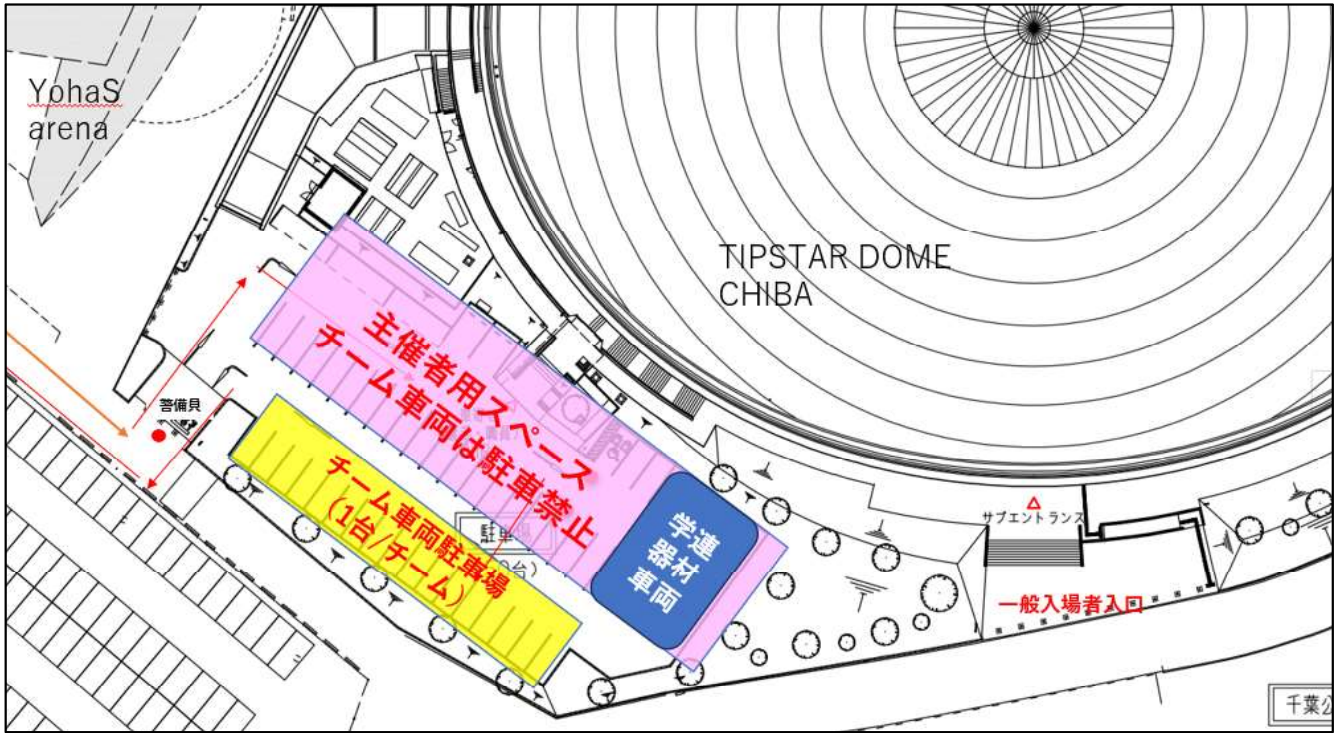 YohaS
arena
TIPSTAR DOME
CHIBA
主催者用スペース
チーム車両は駐車禁止
警備員
チーム車両駐車場
（1台/チーム）
学連
器材
車両
サブエントランス
一般入場者入口
千葉公